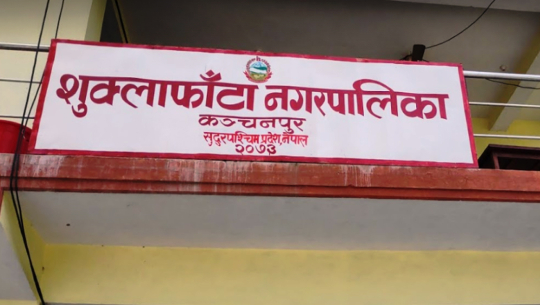 शुक्लाफाँटा नगरपालिका
कञ्चनपुर
सुदुरपश्चिम प्रदेश, नेपाल
२०७३